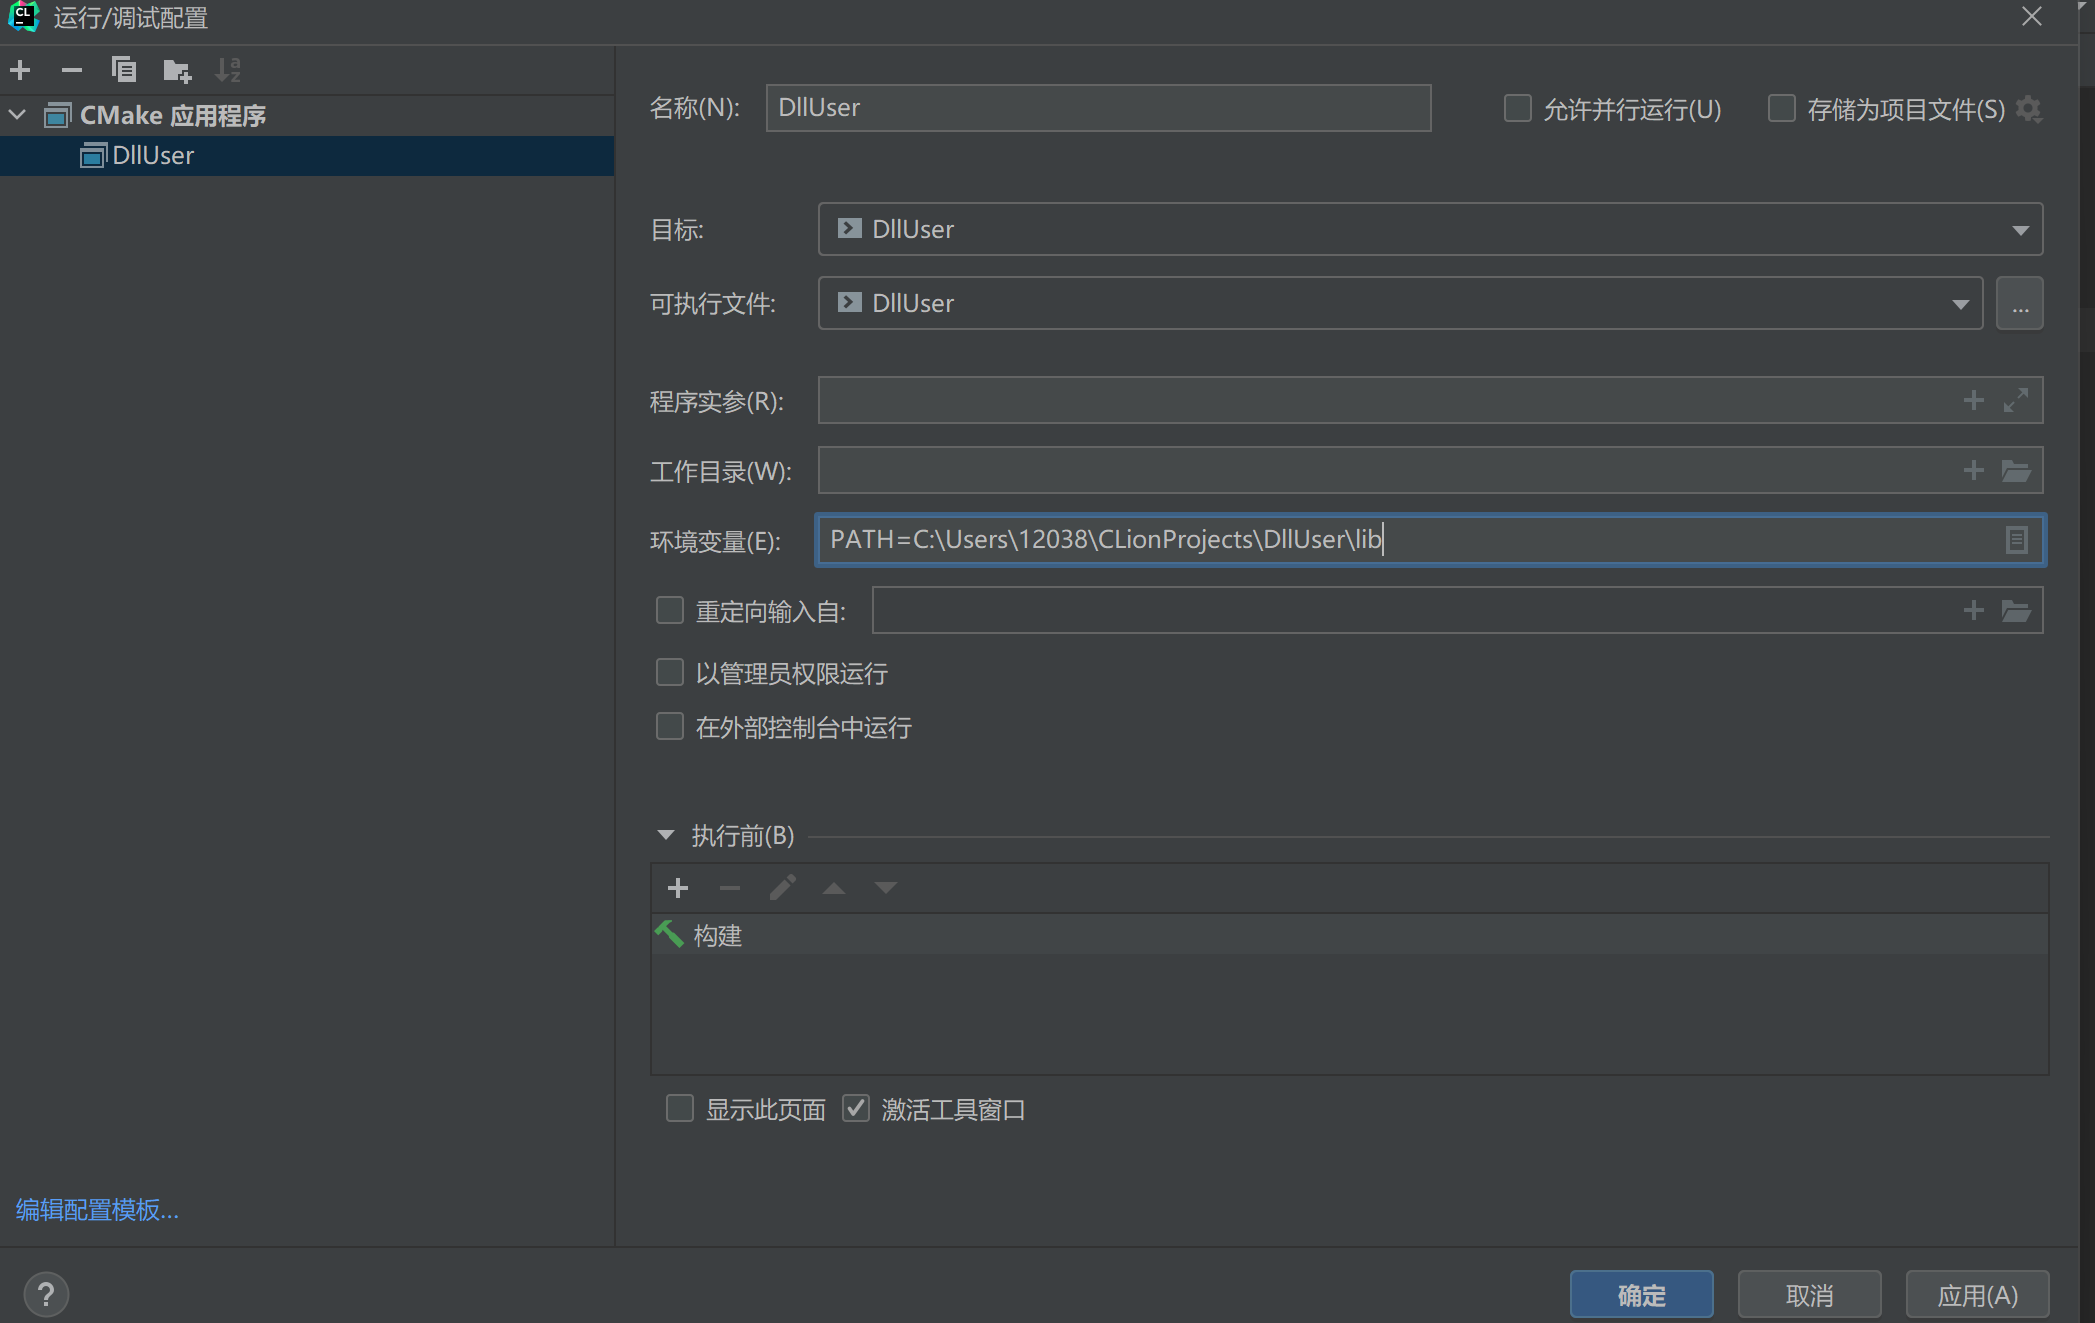 CL
运行/调试配置
CMake 应用程序
DllUser
编辑配置模板...
名称(N): DllUser
允许并行运行(U)
存储为项目文件(S)
目标: DllUser
可执行文件: DllUser
...
程序实参(R):
工作目录(W):
环境变量(E): PATH=C:\Users\12038\CLionProjects\DllUser\lib
重定向输入自:
以管理员权限运行
在外部控制台中运行
执行前(B)
构建
显示此页面
激活工具窗口
?
确定
取消
应用(A)